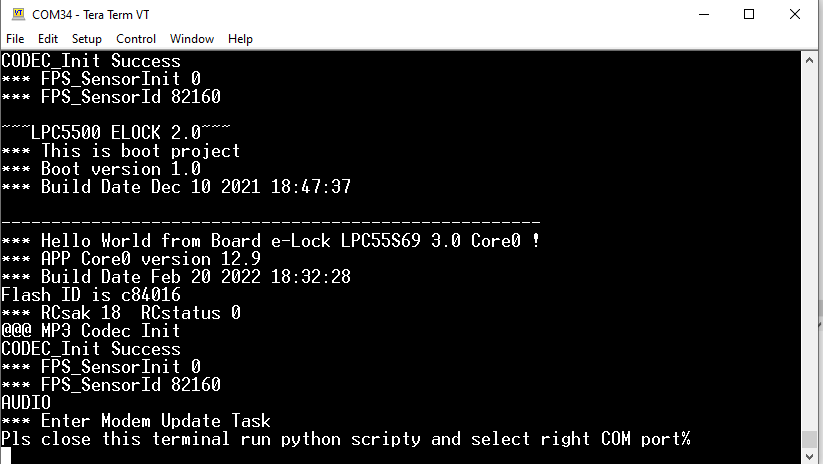 COM34 - Tera Term VT
File Edit Setup Control Window Help
CODEC_Init Success
*** FPS_SensorInit 0
*** FPS_SensorId 82160
~~~LPC5500 ELOCK 2.0~~~
*** This is boot project
*** Boot version 1.0
*** Build Date Dec 10 2021 18:47:37
------------------------------------------------------
*** Hello World from Board e-Lock LPC55S69 3.0 Core0 !
*** APP Core0 version 12.9
*** Build Date Feb 20 2022 18:32:28
Flash ID is c84016
*** RCsak 18  RCstatus 0
@@@ MP3 Codec Init
CODEC_Init Success
*** FPS_SensorInit 0
*** FPS_SensorId 82160
AUDIO
*** Enter Modem Update Task
Pls close this terminal run python scripty and select right COM port%